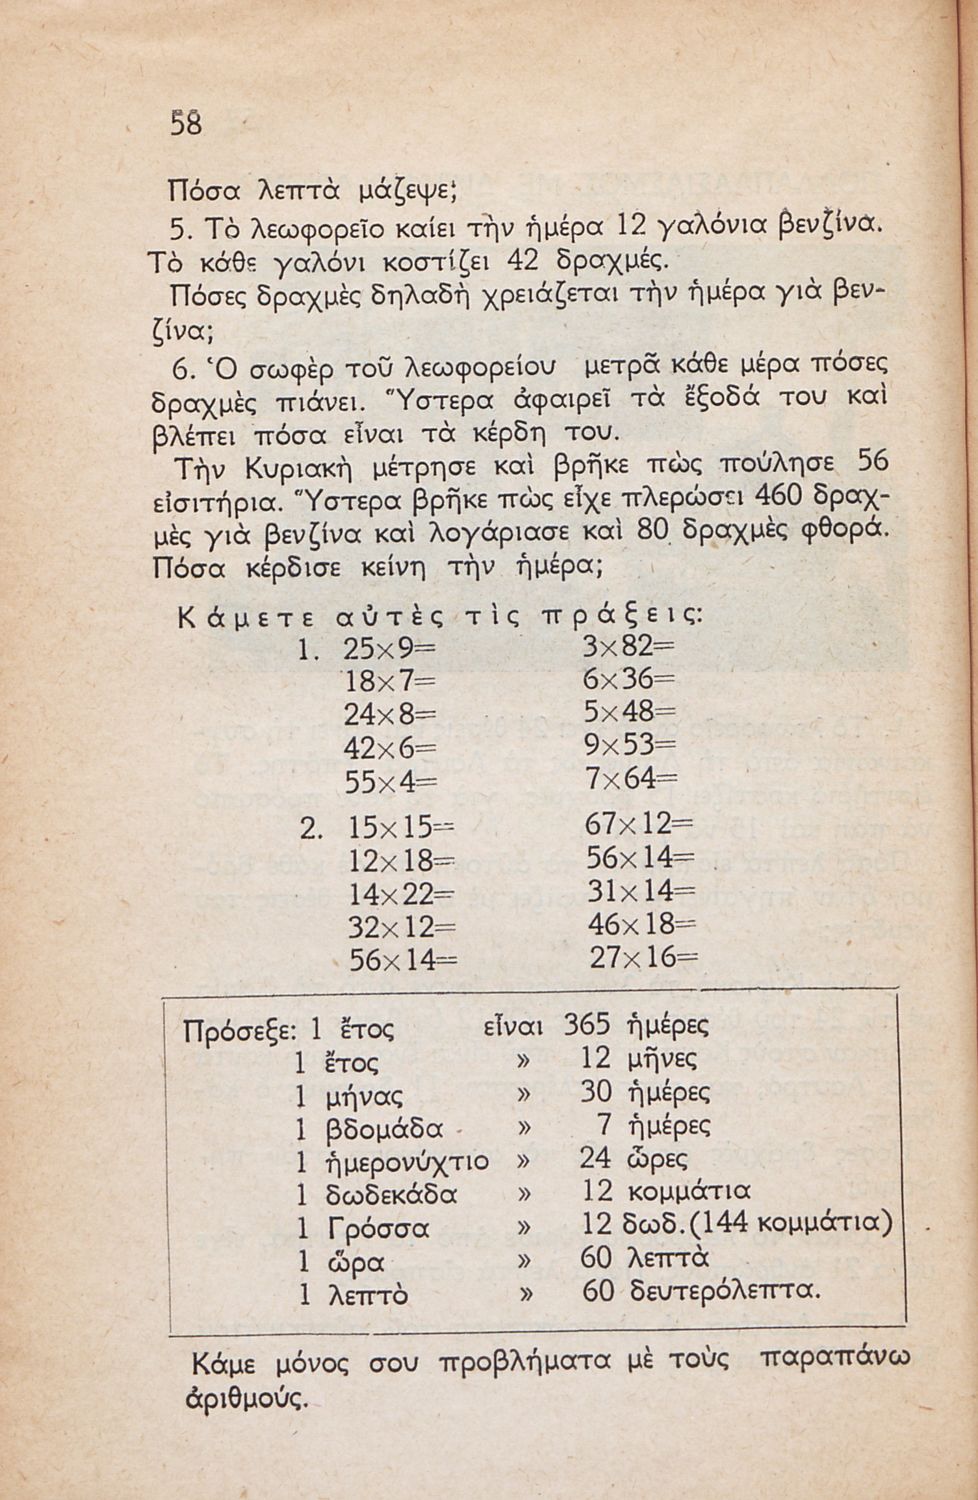 58
Πόσα λεπτὰ μάζεψε;
5. Τὸ λεωφορεῖο καίει τὴν ἡμέρα 12 γαλόνια βενζίνα.
Τὸ κάθε γαλόνι κοστίζει 42 δραχμές.
Πόσες δραχμὲς δηλαδὴ χρειάζεται τὴν ἡμέρα γιὰ βεν-
ζίνα;
6. Ὁ σωφὲρ τοῦ λεωφορείου μετρᾶ κάθε μέρα πόσες
δραχμὲς πιάνει. Ὕστερα ἀφαιρεῖ τὰ ἔξοδά του καὶ
βλέπει πόσα εἶναι τὰ κέρδη του.
Τὴν Κυριακὴ μέτρησε καὶ βρῆκε πὼς πούλησε 56
εἰσιτήρια. Ὕστερα βρῆκε πὼς εἶχε πλερώσει 460 δραχ-
μὲς γιὰ βενζίνα καὶ λογάριασε καὶ 80 δραχμὲς φθορά.
Πόσα κέρδισε κείνη τὴν ἡμέρα;
Κάμετε αὐτὲς τὶς πράξεις:
1. 25×9= 3×82=
18×7= 6×36=
24×8= 5×48=
42×6= 9×53=
55×4= 7×64=
2. 15×15= 67×12=
12×18= 56×14=
14×22= 31×14=
32×12= 46×18=
56×14= 27×16=
Πρόσεξε: 1 ἔτος εἶναι 365 ἡμέρες
1 ἔτος » 12 μῆνες
1 μήνας » 30 ἡμέρες
1 βδομάδα » 7 ἡμέρες
1 ἡμερονύχτιο » 24 ὧρες
1 δωδεκάδα » 12 κομμάτια
1 Γρόσσα » 12 δωδ.(144 κομμάτια)
1 ὥρα » 60 λεπτὰ
1 λεπτὸ » 60 δευτερόλεπτα.
Κάμε μόνος σου προβλήματα μὲ τοὺς παραπάνω
ἀριθμούς.